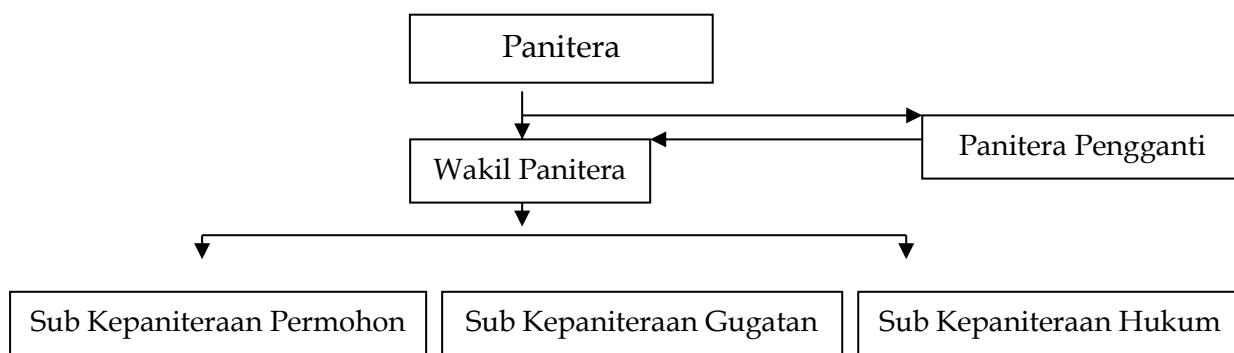 Panitera
Panitera Pengganti
Wakil Panitera
Sub Kepaniteraan Permohon
Sub Kepaniteraan Gugatan
Sub Kepaniteraan Hukum